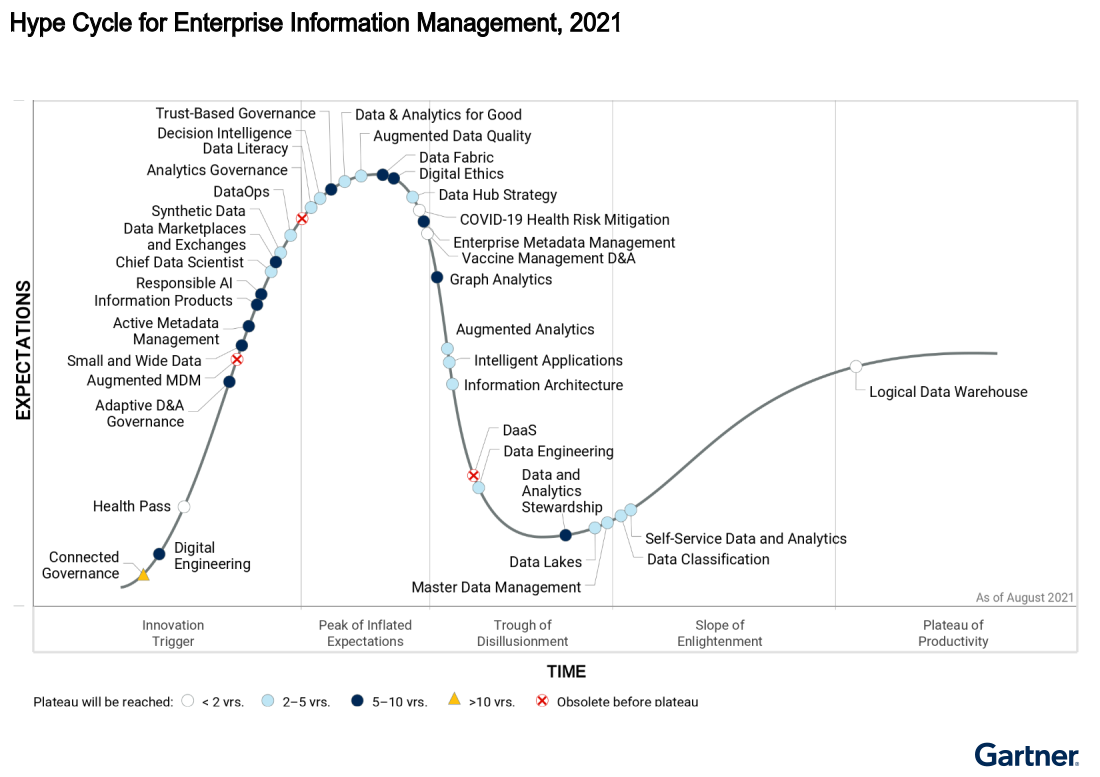 Hype Cycle for Enterprise Information Management, 2021
Trust-Based Governance
Data & Analytics for Good
Decision Intelligence
Augmented Data Quality
Data Literacy
Data Fabric
Analytics Governance
Digital Ethics
DataOps
Data Hub Strategy
Synthetic Data
COVID-19 Health Risk Mitigation
Data Marketplaces
and Exchanges
Enterprise Metadata Management
Vaccine Management D&A
Chief Data Scientist
Graph Analytics
Responsible AI
Information Products
Active Metadata
Management
Augmented Analytics
Small and Wide Data
Intelligent Applications
Augmented MDM
Information Architecture
Adaptive D&A
Governance
Logical Data Warehouse
DaaS
Data Engineering
Data and
Analytics
Stewardship
Health Pass
Self-Service Data and Analytics
Digital
Engineering
Connected
Governance
Data Classification
Data Lakes
Master Data Management
EXPECTATIONS
As of August 2021
Innovation
Trigger
Peak of Inflated
Expectations
Trough of
Disillusionment
Slope of
Enlightenment
Plateau of
Productivity
TIME
Plateau will be reached: < 2 yrs. 2–5 yrs. 5–10 yrs. >10 yrs. Obsolete before plateau
Gartner